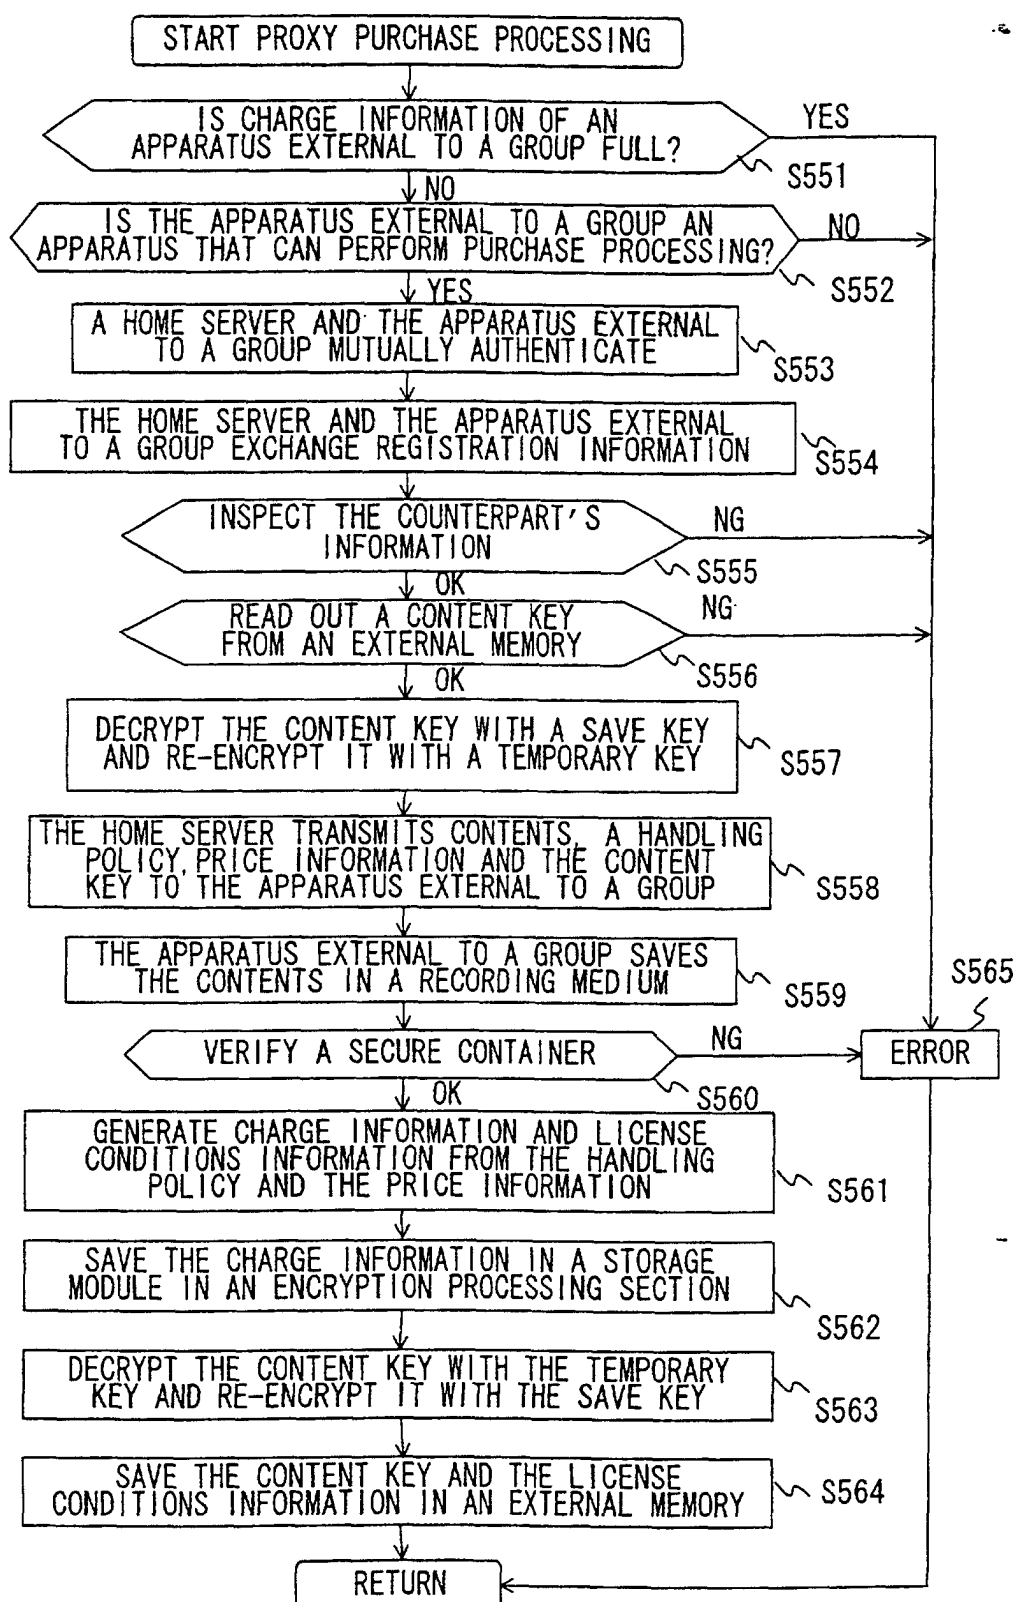 START PROXY PURCHASE PROCESSING
IS CHARGE INFORMATION OF AN
APPARATUS EXTERNAL TO A GROUP FULL?
YES
S551
NO
IS THE APPARATUS EXTERNAL TO A GROUP AN
APPARATUS THAT CAN PERFORM PURCHASE PROCESSING?
NO
S552
YES
A HOME SERVER AND THE APPARATUS EXTERNAL
TO A GROUP MUTUALLY AUTHENTICATE
S553
THE HOME SERVER AND THE APPARATUS EXTERNAL
TO A GROUP EXCHANGE REGISTRATION INFORMATION
S554
INSPECT THE COUNTERPART'S
INFORMATION
NG
S555
OK
READ OUT A CONTENT KEY
FROM AN EXTERNAL MEMORY
NG
S556
OK
DECRYPT THE CONTENT KEY WITH A SAVE KEY
AND RE-ENCRYPT IT WITH A TEMPORARY KEY
S557
THE HOME SERVER TRANSMITS CONTENTS, A HANDLING
POLICY, PRICE INFORMATION AND THE CONTENT
KEY TO THE APPARATUS EXTERNAL TO A GROUP
S558
THE APPARATUS EXTERNAL TO A GROUP SAVES
THE CONTENTS IN A RECORDING MEDIUM
S559
S565
VERIFY A SECURE CONTAINER
NG
ERROR
S560
OK
GENERATE CHARGE INFORMATION AND LICENSE
CONDITIONS INFORMATION FROM THE HANDLING
POLICY AND THE PRICE INFORMATION
S561
SAVE THE CHARGE INFORMATION IN A STORAGE
MODULE IN AN ENCRYPTION PROCESSING SECTION
S562
DECRYPT THE CONTENT KEY WITH THE TEMPORARY
KEY AND RE-ENCRYPT IT WITH THE SAVE KEY
S563
SAVE THE CONTENT KEY AND THE LICENSE
CONDITIONS INFORMATION IN AN EXTERNAL MEMORY
S564
RETURN